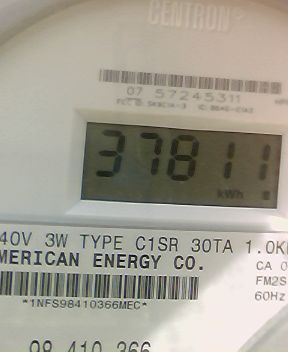 CENTRON
07 57245311
37811
kWh
40V 3W TYPE C1SR 30TA 1.0K
MERICAN ENERGY CO.
CA 0
FM2S
60Hz
*1NFS98410366MEC*
98 410 366